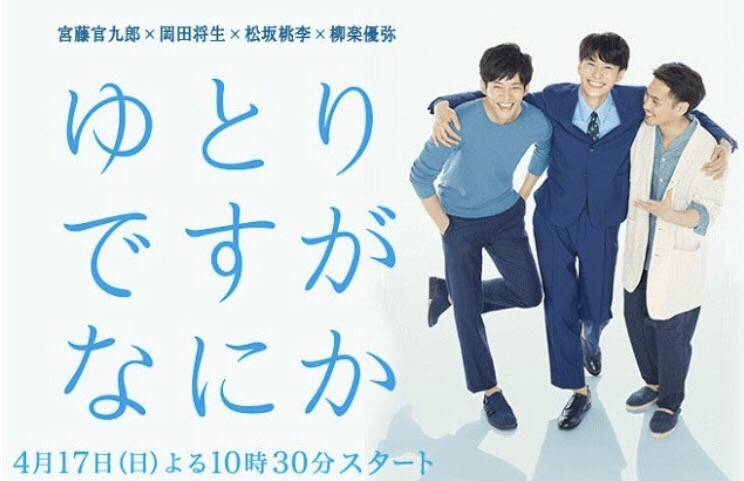 宮藤官九郎×岡田将生×松坂桃李×柳楽優弥
ゆとり
ですが
なにか
4月17日(日)よる10時30分スタート